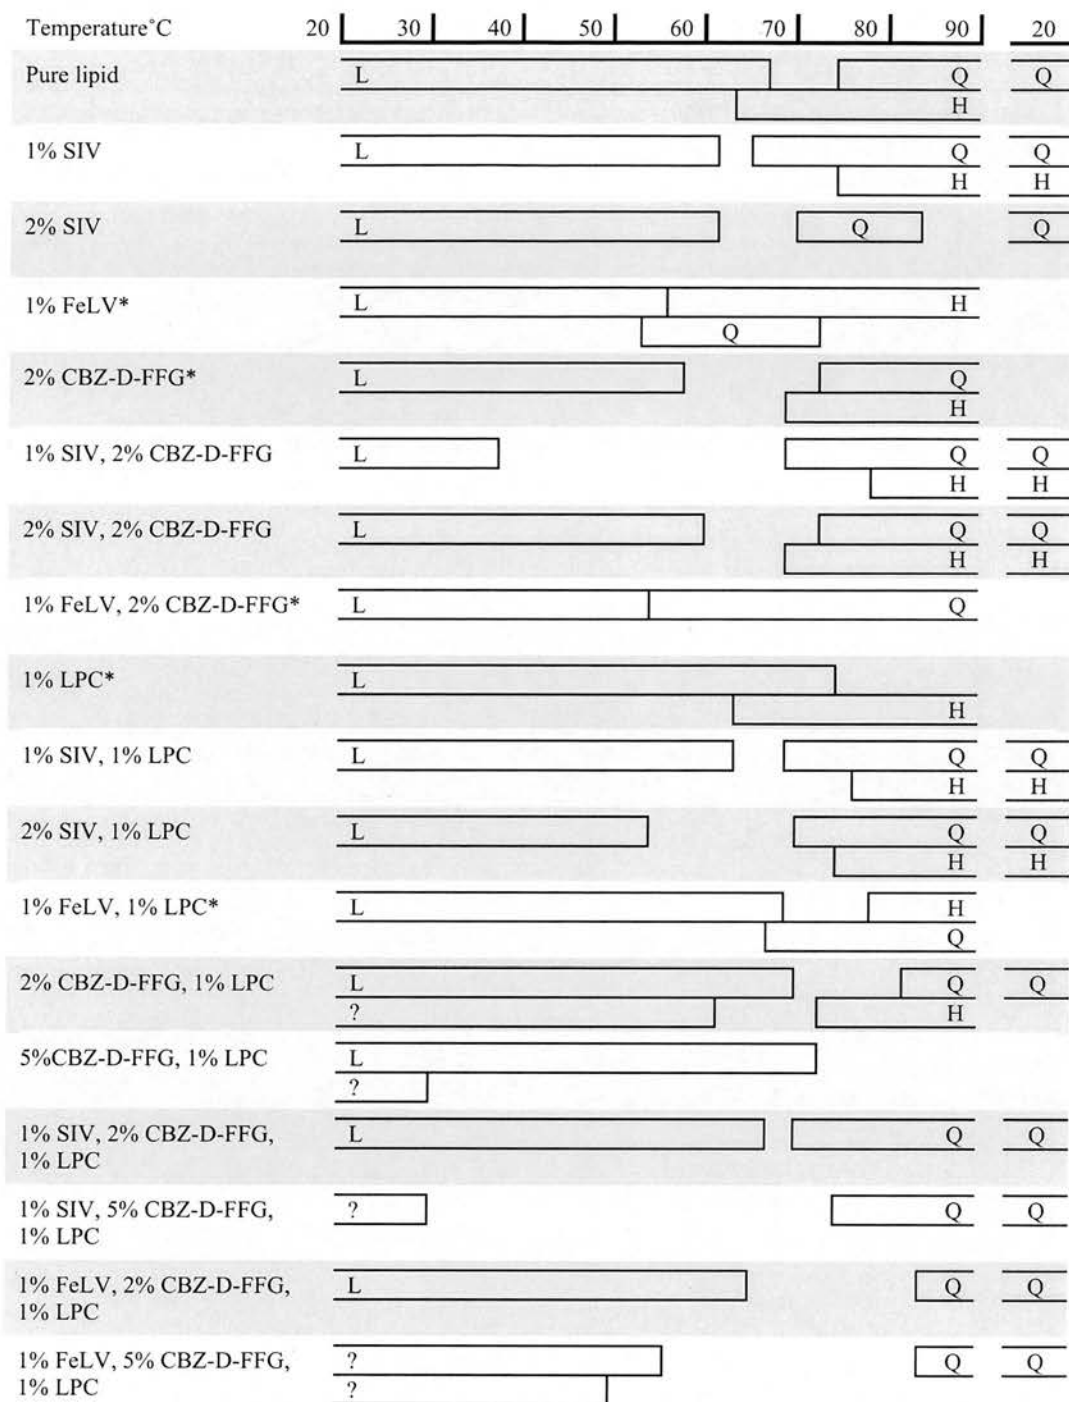 Temperature˚C 20 30 40 50 60 70 80 90 20
Pure lipid L Q Q
H
1% SIV L Q Q
H H
2% SIV L Q Q
1% FeLV* L H
Q
2% CBZ-D-FFG* L Q
H
1% SIV, 2% CBZ-D-FFG L Q Q
H H
2% SIV, 2% CBZ-D-FFG L Q Q
H H
1% FeLV, 2% CBZ-D-FFG* L Q
1% LPC* L
H
1% SIV, 1% LPC L Q Q
H H
2% SIV, 1% LPC L Q Q
H H
1% FeLV, 1% LPC* L H
Q
2% CBZ-D-FFG, 1% LPC L Q Q
? H
5%CBZ-D-FFG, 1% LPC L
?
1% SIV, 2% CBZ-D-FFG, L Q Q
1% LPC
1% SIV, 5% CBZ-D-FFG, ? Q Q
1% LPC
1% FeLV, 2% CBZ-D-FFG, L Q Q
1% LPC
1% FeLV, 5% CBZ-D-FFG, ? Q Q
1% LPC ?